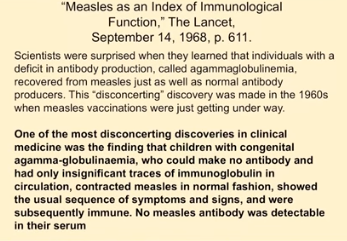 “Measles as an Index of Immunological
Function,” The Lancet,
September 14, 1968, p. 611.
Scientists were surprised when they learned that individuals with a
deficit in antibody production, called agammaglobulinemia,
recovered from measles just as well as normal antibody
producers. This “disconcerting” discovery was made in the 1960s
when measles vaccinations were just getting under way.
One of the most disconcerting discoveries in clinical
medicine was the finding that children with congenital
agamma-globulinaemia, who could make no antibody and
had only insignificant traces of immunoglobulin in
circulation, contracted measles in normal fashion, showed
the usual sequence of symptoms and signs, and were
subsequently immune. No measles antibody was detectable
in their serum